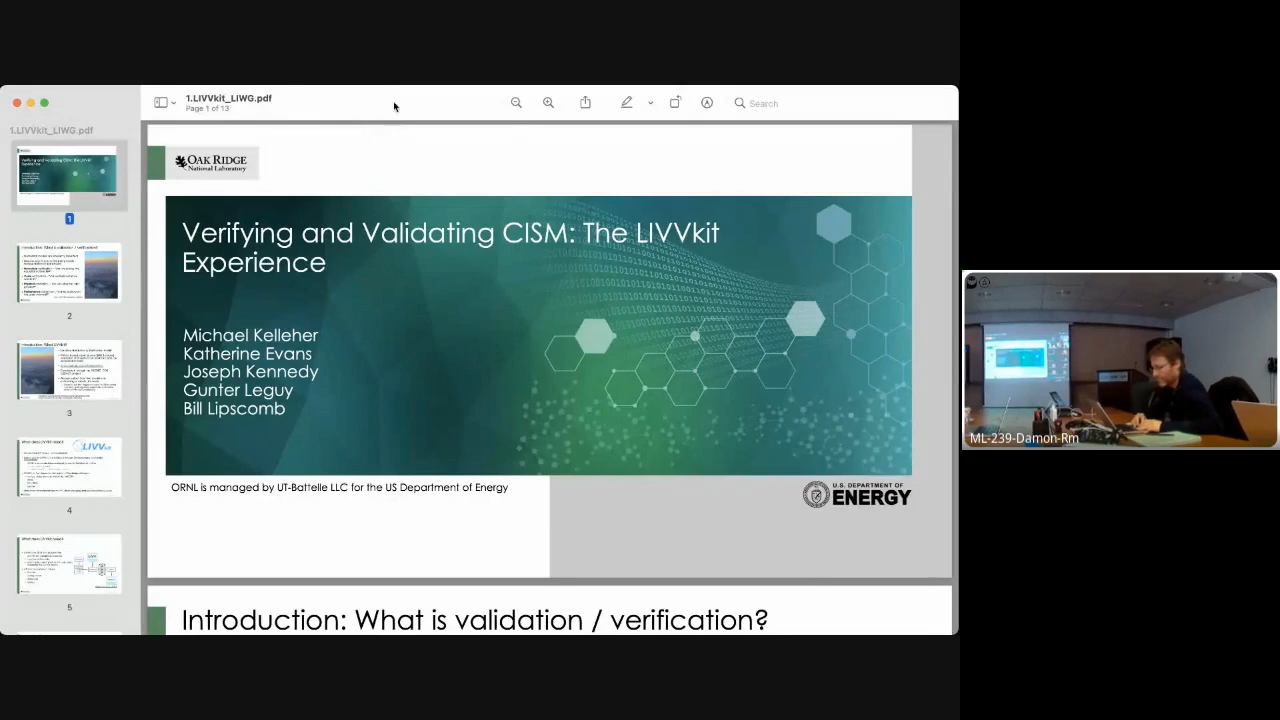 1.LIVVkit_LIWG.pdf
Page 1 of 13
Search
1.LIVVkit_LIWG.pdf
1
2
3
4
5
OAK RIDGE
National Laboratory
Verifying and Validating CISM: The LIVVkit
Experience
Michael Kelleher
Katherine Evans
Joseph Kennedy
Gunter Leguy
Bill Lipscomb
ORNL is managed by UT-Battelle LLC for the US Department of Energy
U.S. DEPARTMENT OF
ENERGY
Introduction: What is validation / verification?
ML-239-Damon-Rm